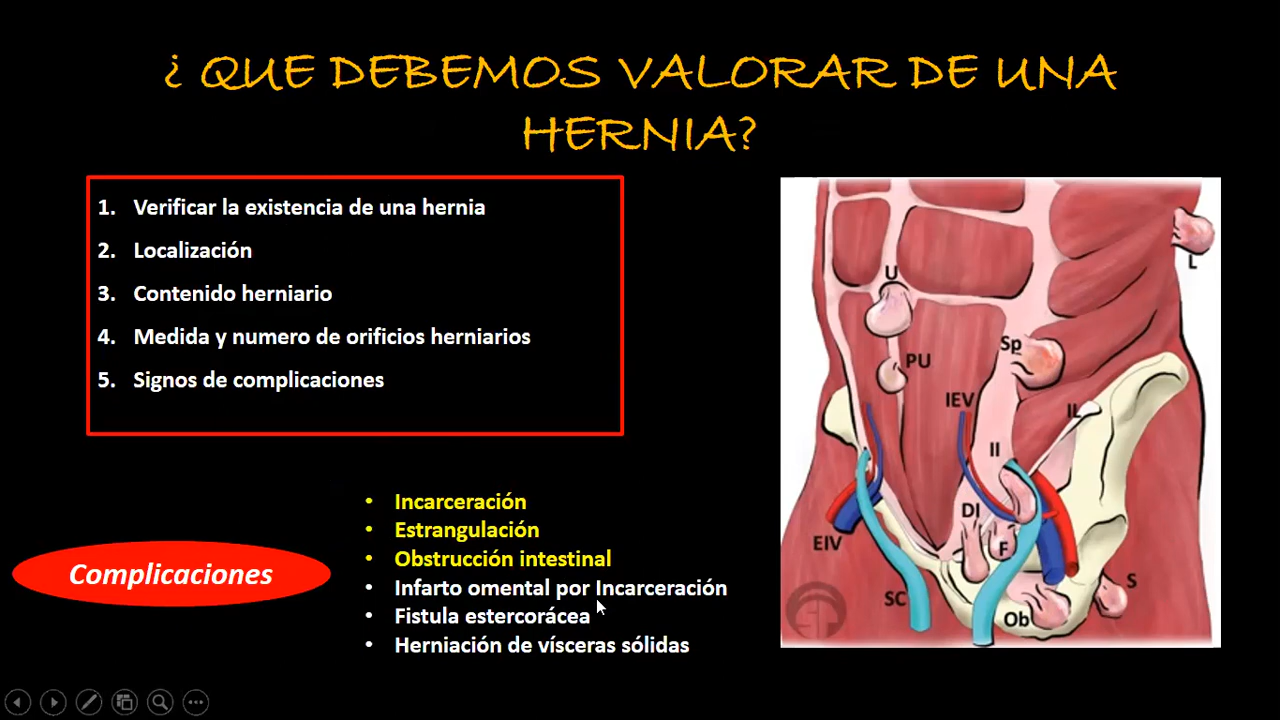 ¿ QUE DEBEMOS VALORAR DE UNA
HERNIA?
1. Verificar la existencia de una hernia
2. Localización
3. Contenido herniario
4. Medida y numero de orificios herniarios
5. Signos de complicaciones
Complicaciones
• Incarceración
• Estrangulación
• Obstrucción intestinal
• Infarto omental por Incarceración
• Fistula estercorácea
• Herniación de vísceras sólidas
L
U
Sp
PU
IEV
IL
II
DI
EIV
F
S
SC
Ob